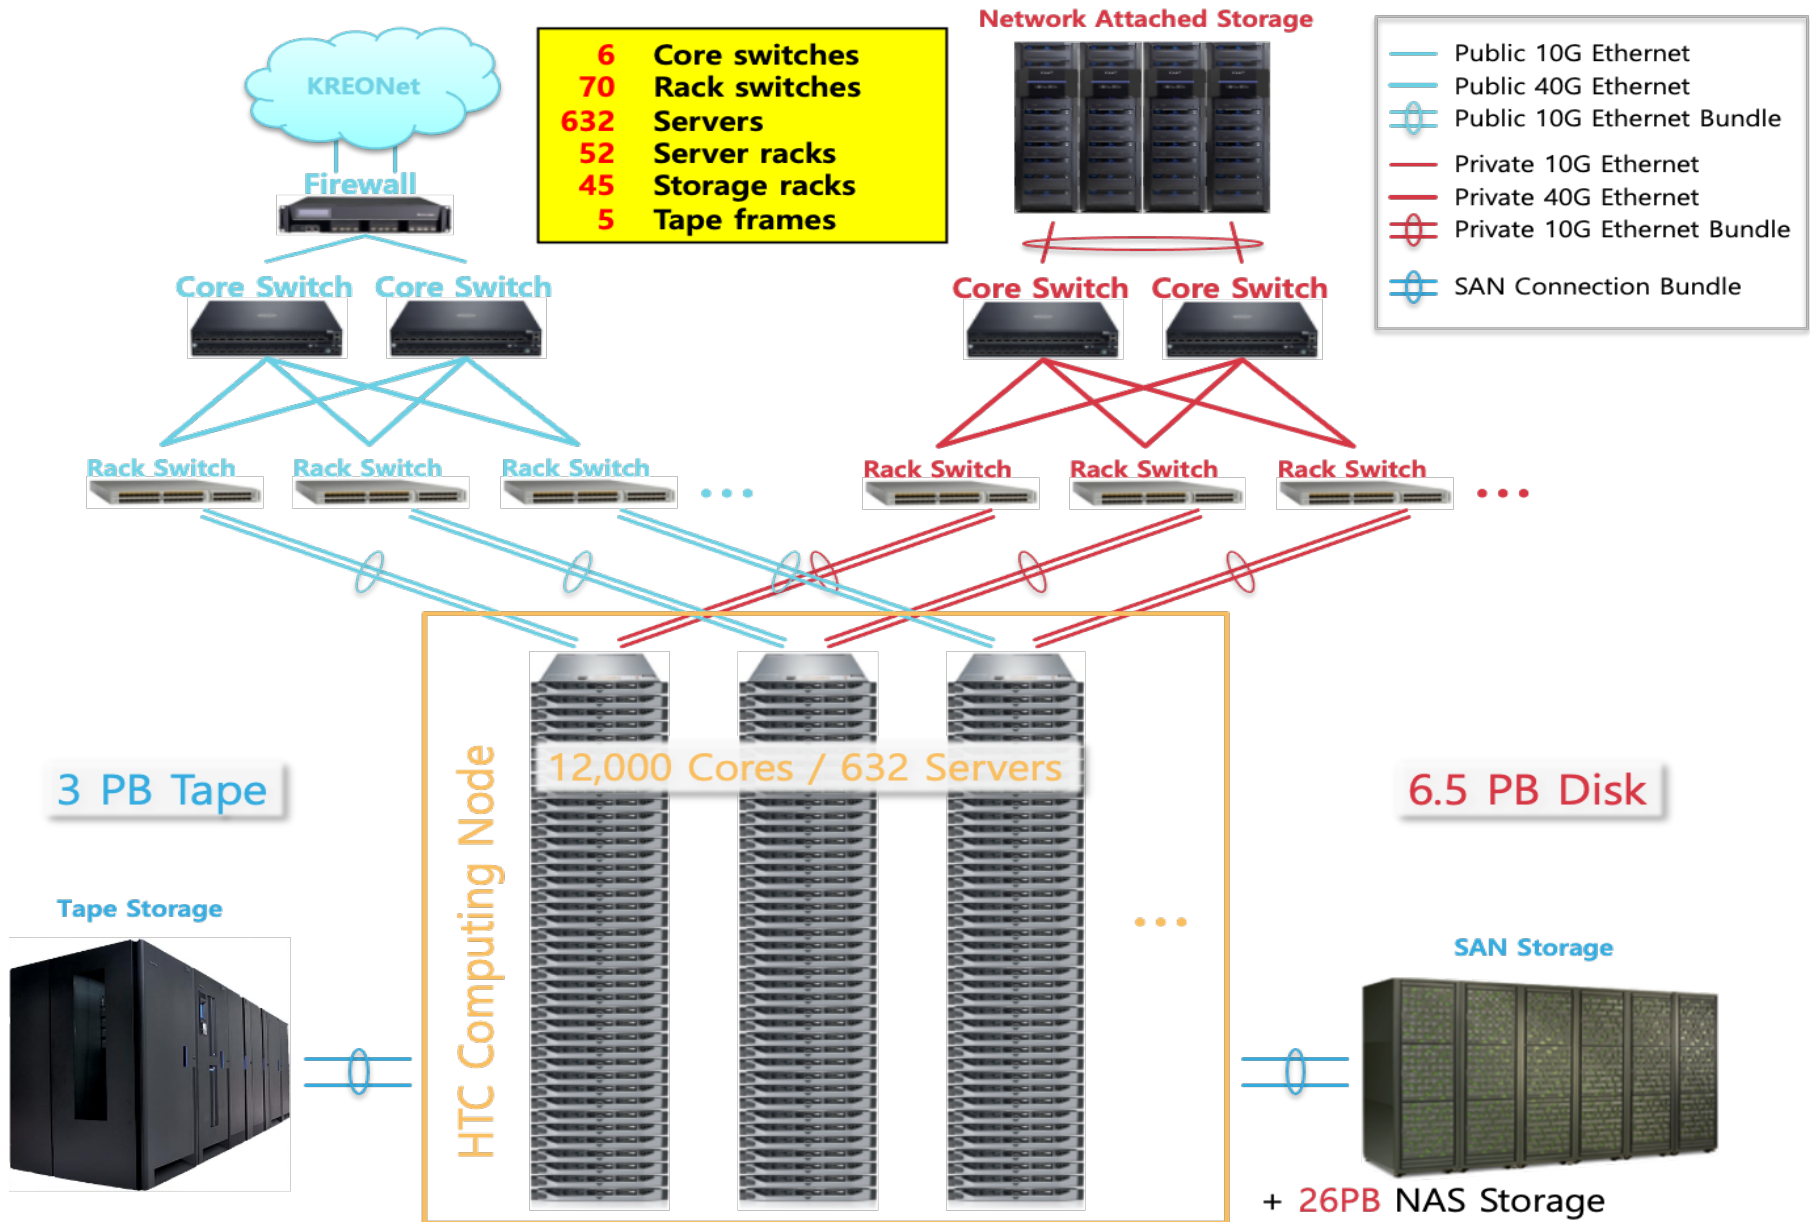 Network Attached Storage
KREONet
6 Core switches
70 Rack switches
632 Servers
52 Server racks
45 Storage racks
5 Tape frames
Public 10G Ethernet
Public 40G Ethernet
Public 10G Ethernet Bundle
Private 10G Ethernet
Private 40G Ethernet
Private 10G Ethernet Bundle
SAN Connection Bundle
Firewall
Core Switch Core Switch
Core Switch Core Switch
Rack Switch Rack Switch Rack Switch ...
Rack Switch Rack Switch Rack Switch ...
HTC Computing Node
12,000 Cores / 632 Servers
...
3 PB Tape
6.5 PB Disk
Tape Storage
SAN Storage
+ 26PB NAS Storage